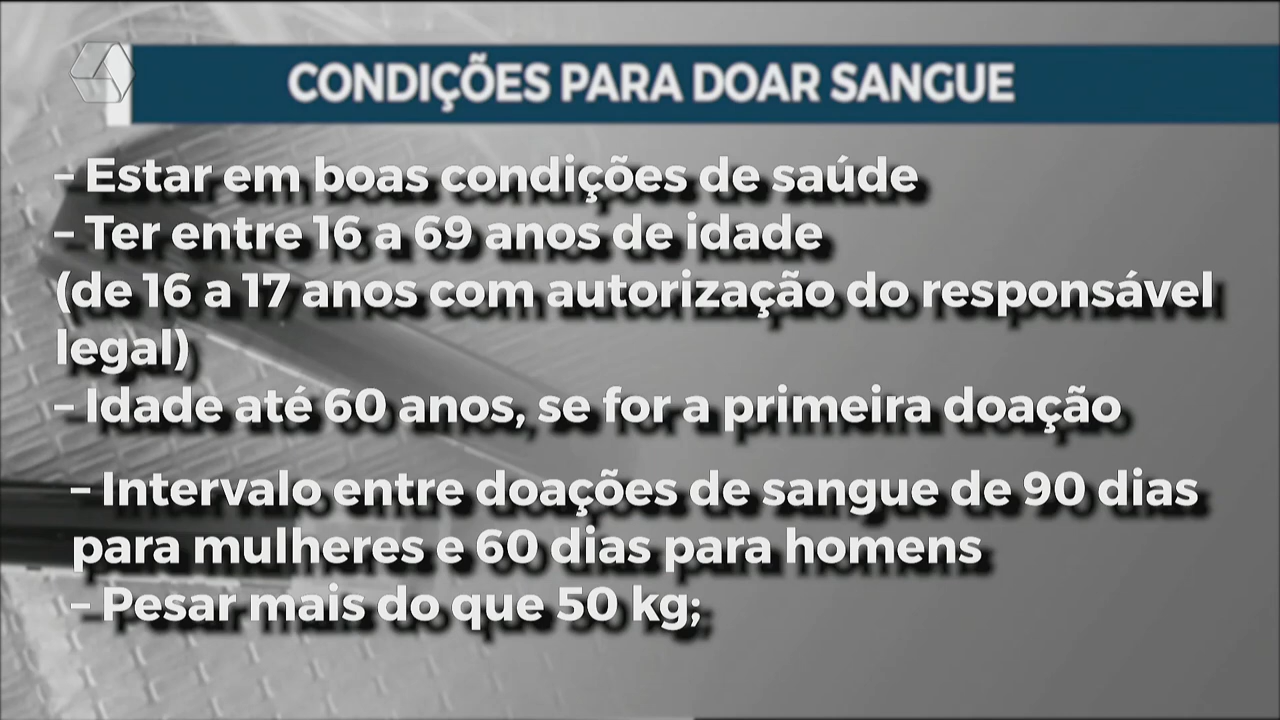 CONDIÇÕES PARA DOAR SANGUE
– Estar em boas condições de saúde
– Ter entre 16 a 69 anos de idade
(de 16 a 17 anos com autorização do responsável
legal)
– Idade até 60 anos, se for a primeira doação
– Intervalo entre doações de sangue de 90 dias
para mulheres e 60 dias para homens
– Pesar mais do que 50 kg;